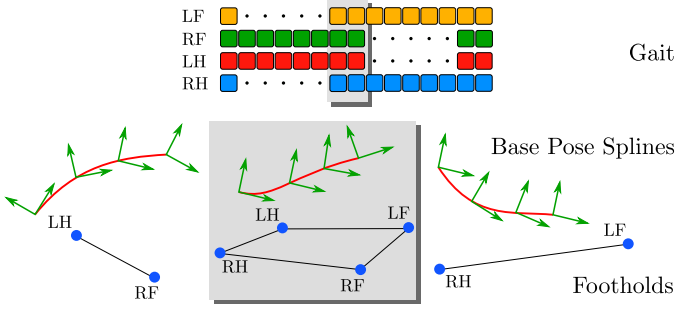 LF
RF
LH
RH
Gait
Base Pose Splines
LH
RF
LH
LF
RH
RF
LF
RH
Footholds